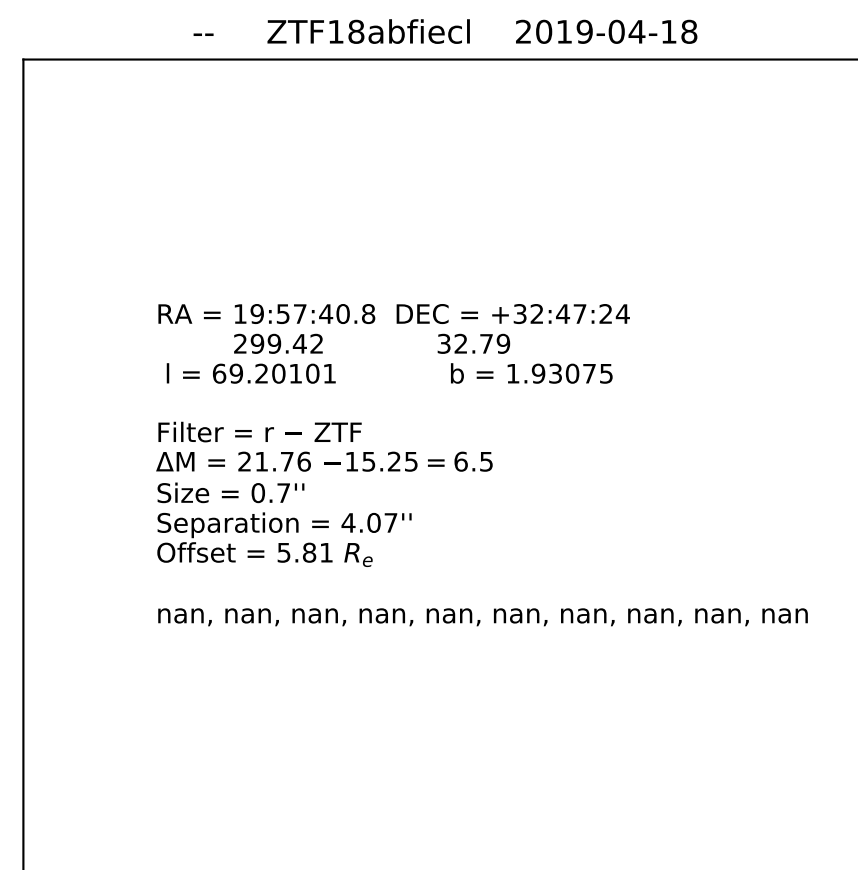 -- ZTF18abfiecl 2019-04-18
RA = 19:57:40.8 DEC = +32:47:24
299.42 32.79
l = 69.20101 b = 1.93075
Filter = r − ZTF
ΔM = 21.76 −15.25 = 6.5
Size = 0.7''
Separation = 4.07''
Offset = 5.81 Rₑ
nan, nan, nan, nan, nan, nan, nan, nan, nan, nan